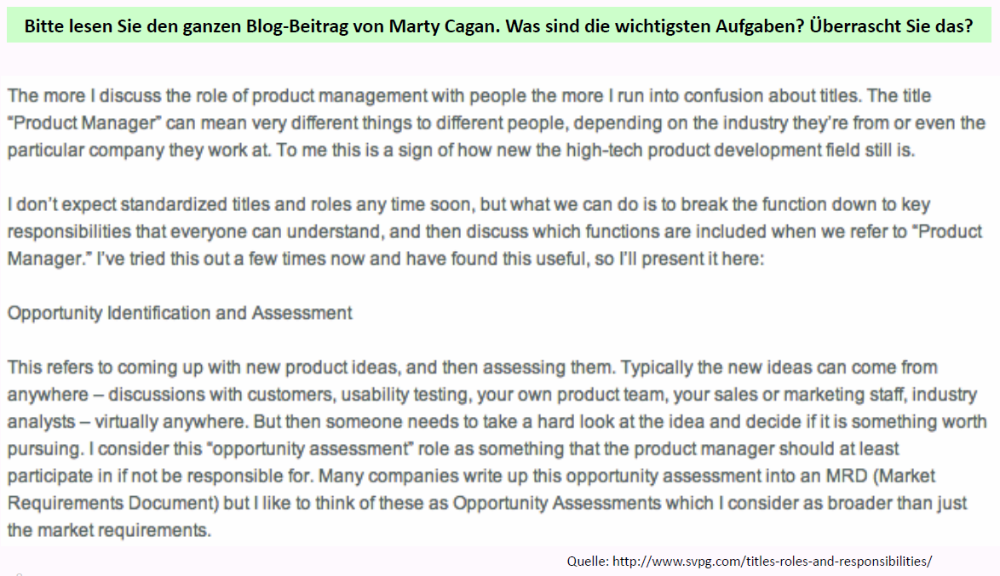 Bitte lesen Sie den ganzen Blog-Beitrag von Marty Cagan. Was sind die wichtigsten Aufgaben? Überrascht Sie das?
The more I discuss the role of product management with people the more I run into confusion about titles. The title
“Product Manager” can mean very different things to different people, depending on the industry they’re from or even the
particular company they work at. To me this is a sign of how new the high-tech product development field still is.
I don’t expect standardized titles and roles any time soon, but what we can do is to break the function down to key
responsibilities that everyone can understand, and then discuss which functions are included when we refer to “Product
Manager.” I’ve tried this out a few times now and have found this useful, so I’ll present it here:
Opportunity Identification and Assessment
This refers to coming up with new product ideas, and then assessing them. Typically the new ideas can come from
anywhere – discussions with customers, usability testing, your own product team, your sales or marketing staff, industry
analysts – virtually anywhere. But then someone needs to take a hard look at the idea and decide if it is something worth
pursuing. I consider this “opportunity assessment” role as something that the product manager should at least
participate in if not be responsible for. Many companies write up this opportunity assessment into an MRD (Market
Requirements Document) but I like to think of these as Opportunity Assessments which I consider as broader than just
the market requirements.
Quelle: http://www.svpg.com/titles-roles-and-responsibilities/